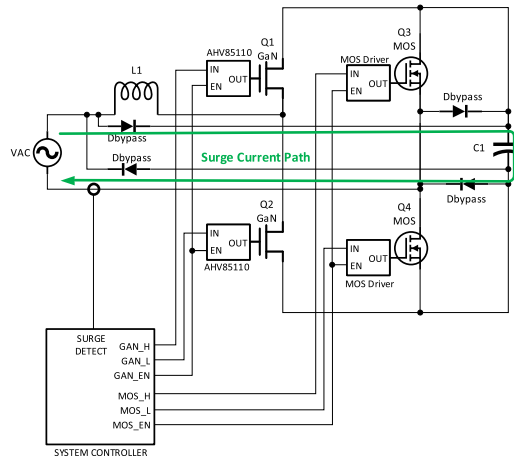 Q1
GaN
AHV85110
IN
EN
OUT
Q3
MOS
MOS Driver
IN
EN
OUT
L1
Dbypass
Dbypass
VAC
Dbypass
Surge Current Path
C1
Dbypass
Q2
GaN
IN
EN
OUT
AHV85110
Q4
MOS
IN
EN
OUT
MOS Driver
SURGE
DETECT
GAN_H
GAN_L
GAN_EN
MOS_H
MOS_L
MOS_EN
SYSTEM CONTROLLER